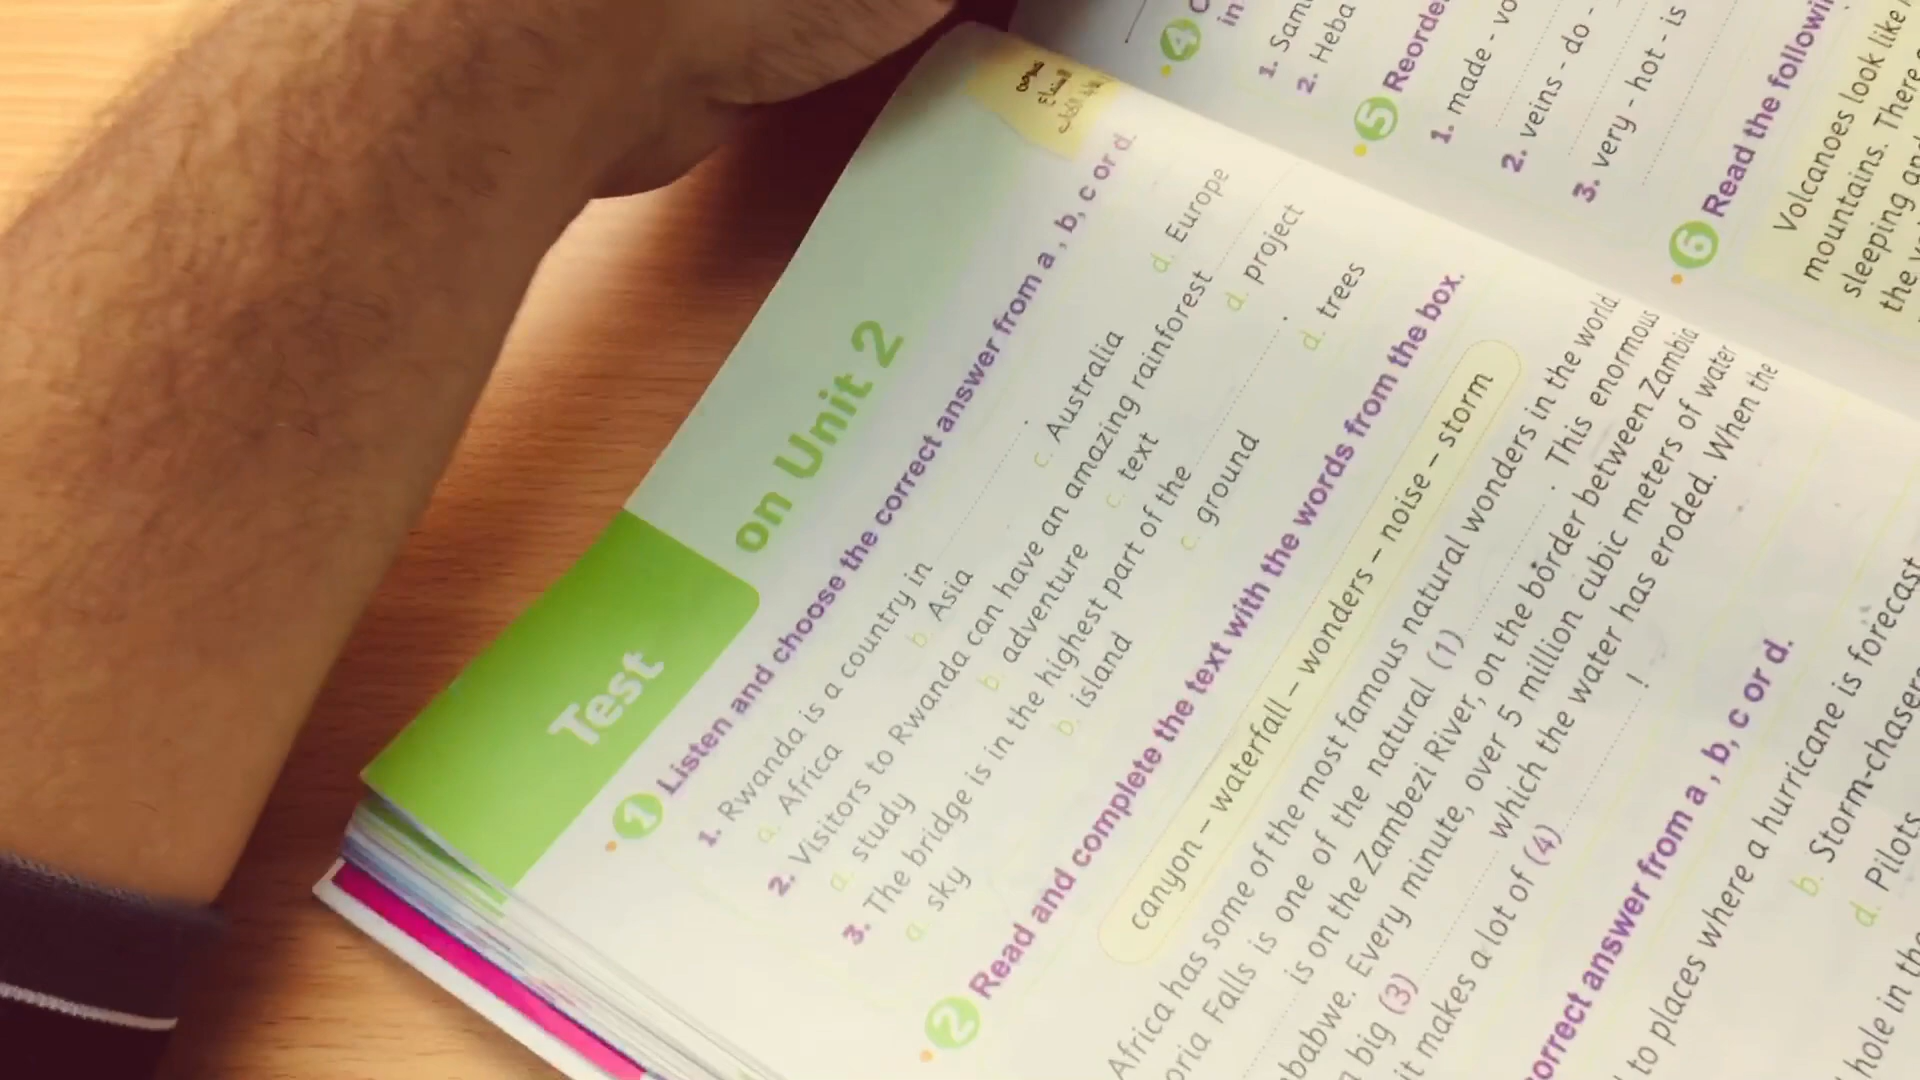 Test on Unit 2
1 Listen and choose the correct answer from a , b, c or d.
1. Rwanda is a country in .
a. Africa b. Asia c. Australia d. Europe
2. Visitors to Rwanda can have an amazing rainforest
a. study b. adventure c. text d. project
3. The bridge is in the highest part of the .
a. sky b. island c. ground d. trees
2 Read and complete the text with the words from the box.
canyon – waterfall – wonders – noise – storm
Africa has some of the most famous natural wonders in the world.
Falls is one of the natural (1) . This enormous
is on the Zambezi River, on the border between Zambia
Every minute, over 5 million cubic meters of water
big (3) which the water has eroded. When the
it makes a lot of (4) !
correct answer from a , b, c or d.
to places where a hurricane is forecast
b. Storm-chasers
d. Pilots
hole in the
4
in
1. Sam
2. Heba
5 Reorde
1. made - vo
2. veins - do -
3. very - hot - is
6 Read the followi
Volcanoes look like
mountains. There
sleeping and
the